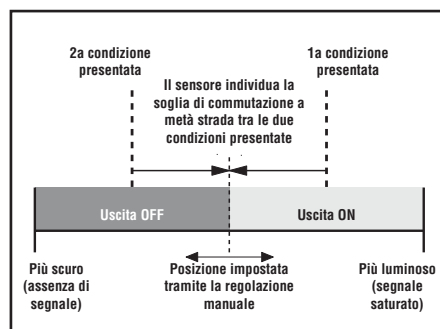 2a condizione
presentata
1a condizione
presentata
Il sensore individua la
soglia di commutazione a
metà strada tra le due
condizioni presentate
Uscita OFF
Uscita ON
Più scuro
(assenza di
segnale)
Posizione impostata
tramite la regolazione
manuale
Più luminoso
(segnale
saturato)